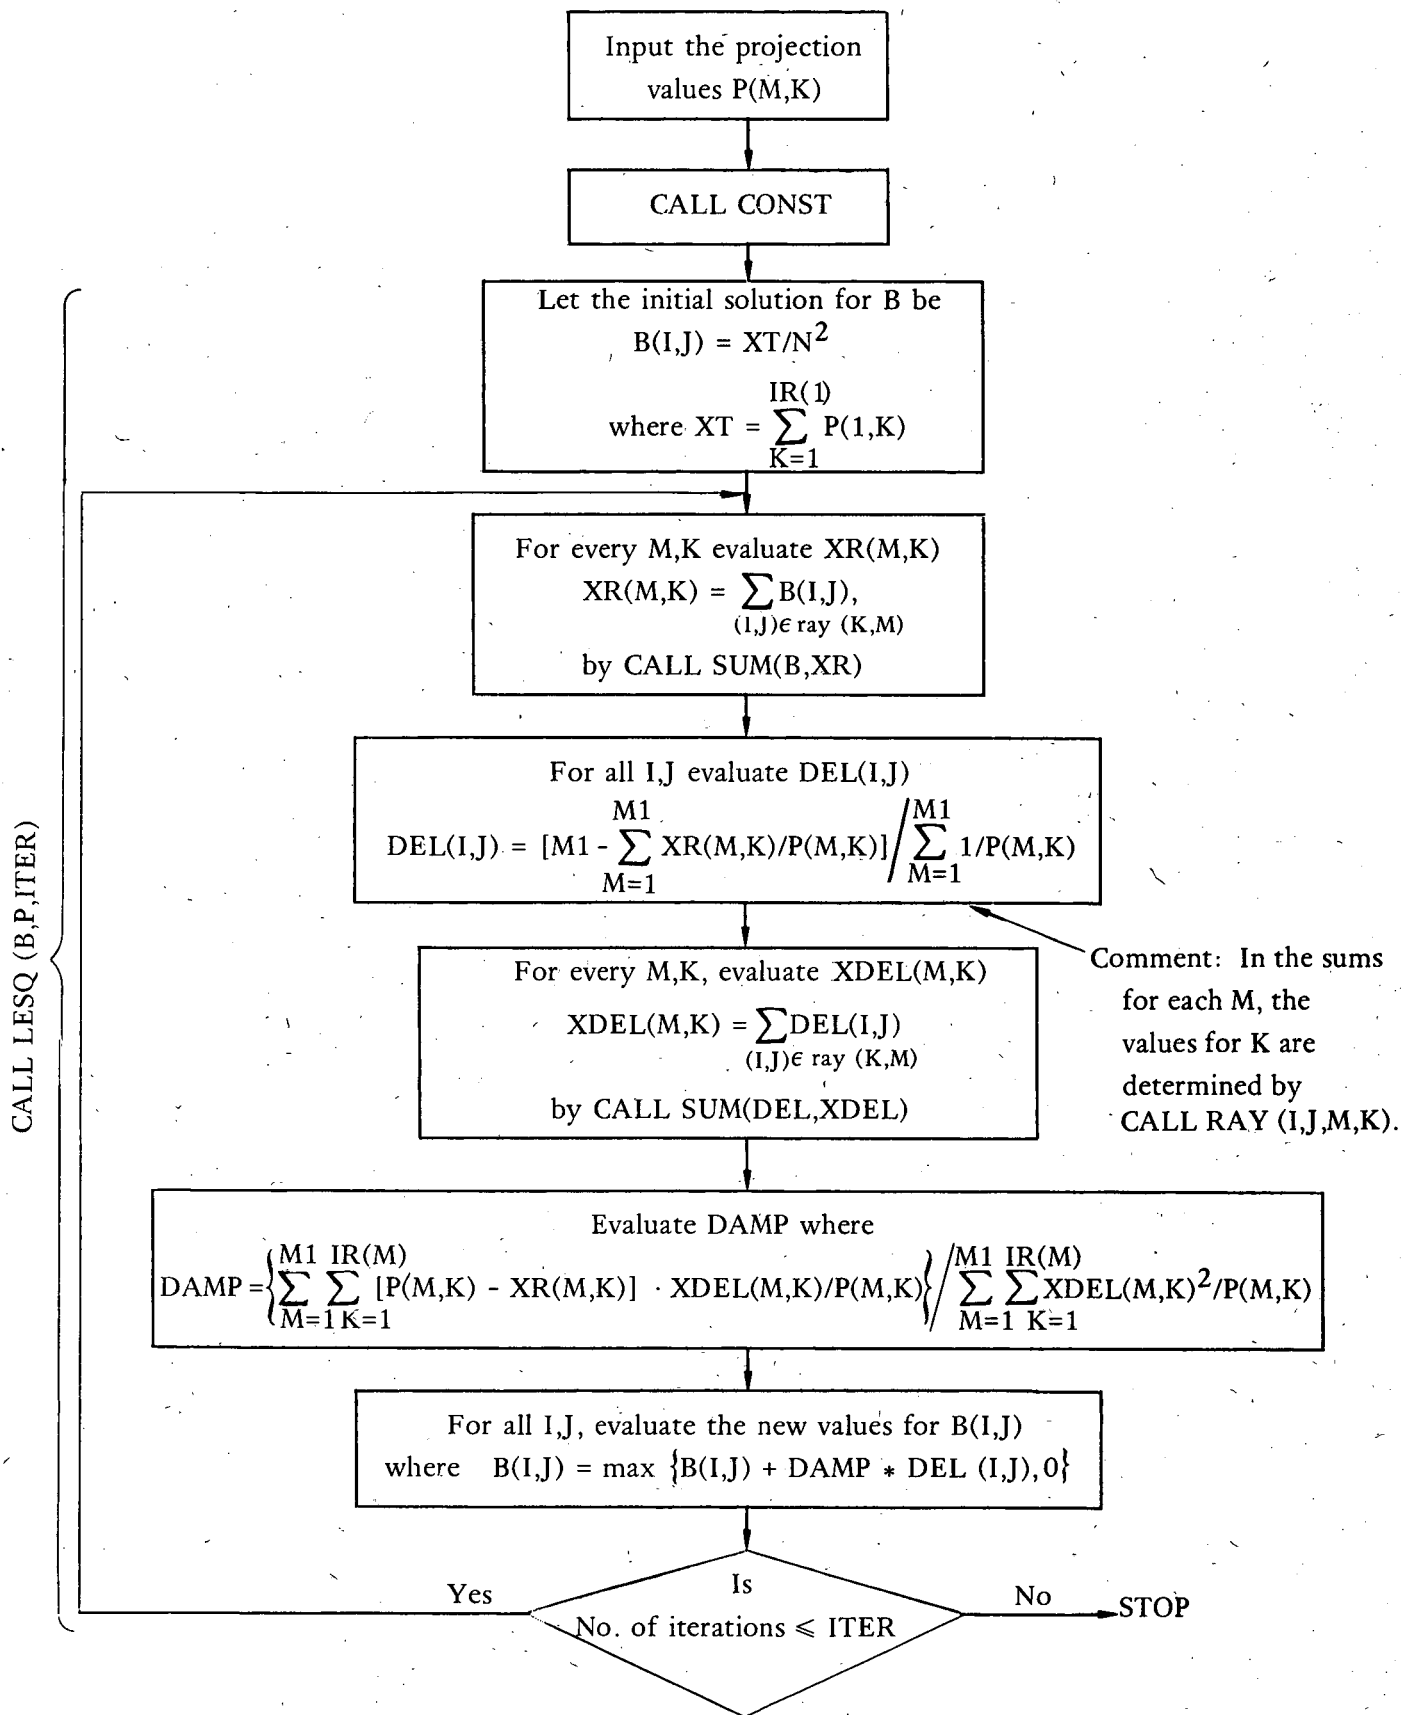 Input the projection
values P(M,K)
CALL CONST
Let the initial solution for B be
B(I,J) = XT/N²
IR(1)
where XT = ∑ P(1,K)
K=1
For every M,K evaluate XR(M,K)
XR(M,K) = ∑ B(I,J),
(I,J)ϵ ray (K,M)
by CALL SUM(B,XR)
For all I,J evaluate DEL(I,J)
M1 M1
DEL(I,J) = [M1 - ∑ XR(M,K)/P(M,K)] / ∑ 1/P(M,K)
M=1 M=1
Comment: In the sums
for each M, the
values for K are
determined by
CALL RAY (I,J,M,K).
For every M,K, evaluate XDEL(M,K)
XDEL(M,K) = ∑ DEL(I,J)
(I,J)ϵ ray (K,M)
by CALL SUM(DEL,XDEL)
Evaluate DAMP where
M1 IR(M) M1 IR(M)
DAMP = {∑ ∑ [P(M,K) - XR(M,K)] · XDEL(M,K)/P(M,K)} / ∑ ∑ XDEL(M,K)²/P(M,K)
M=1 K=1 M=1 K=1
For all I,J, evaluate the new values for B(I,J)
where B(I,J) = max {B(I,J) + DAMP * DEL (I,J),0}
Is
No. of iterations ⩽ ITER
Yes
No
STOP
CALL LESQ (B,P,ITER)